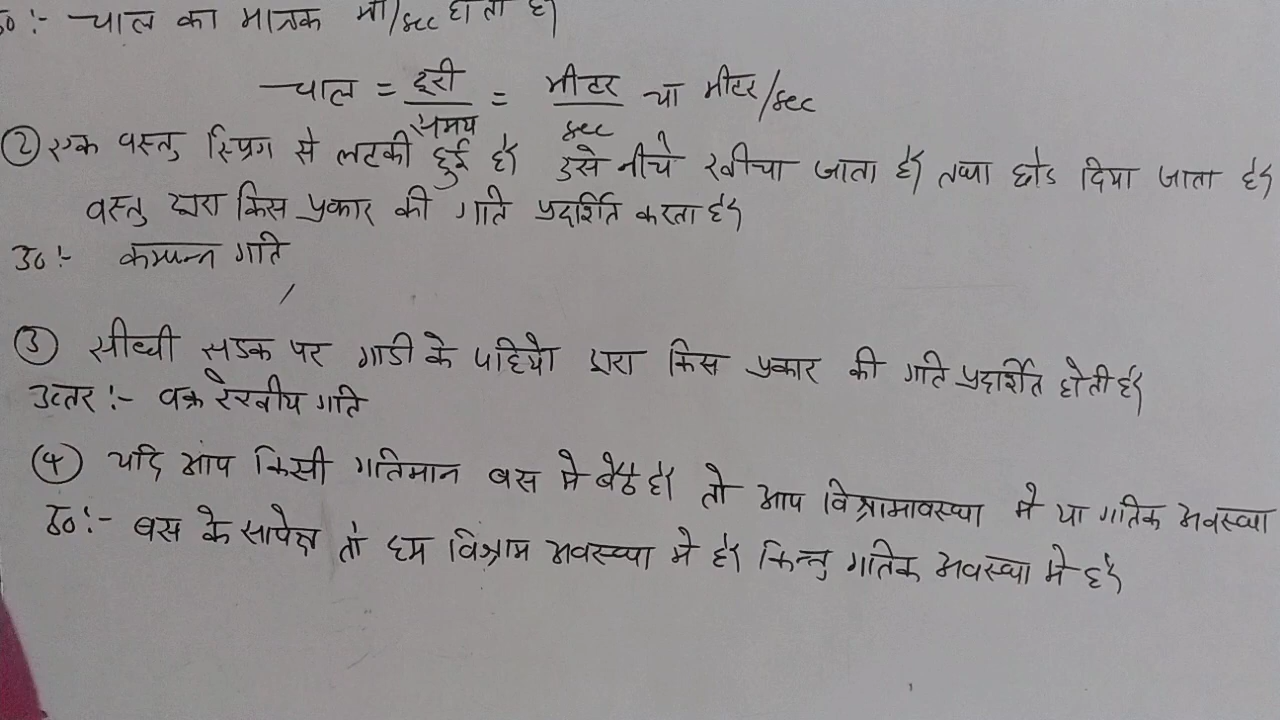 उ०:- चाल का मात्रक मी/sec होता है।
चाल = दूरी/समय = मीटर/sec या मीटर/sec
② एक वस्तु स्प्रिग से लटकी हुई है। उसे नीचे खीचा जाता है। तथा छोड दिया जाता है।
वस्तु द्वारा किस प्रकार की गति प्रदर्शित करता है।
उ०:- कम्पन्न गति
③ सीधी सडक पर गाडी के पहियो द्वारा किस प्रकार की गति प्रदर्शित होती है।
उत्तर:- वक्र रेखीय गति
④ यदि आप किसी गतिमान बस मे बैठे है। तो आप विश्रामावस्था मे या गतिक अवस्था
उ०:- बस के सापेक्ष तो हम विश्राम अवस्था मे है। किन्तु गतिक अवस्था मे है।